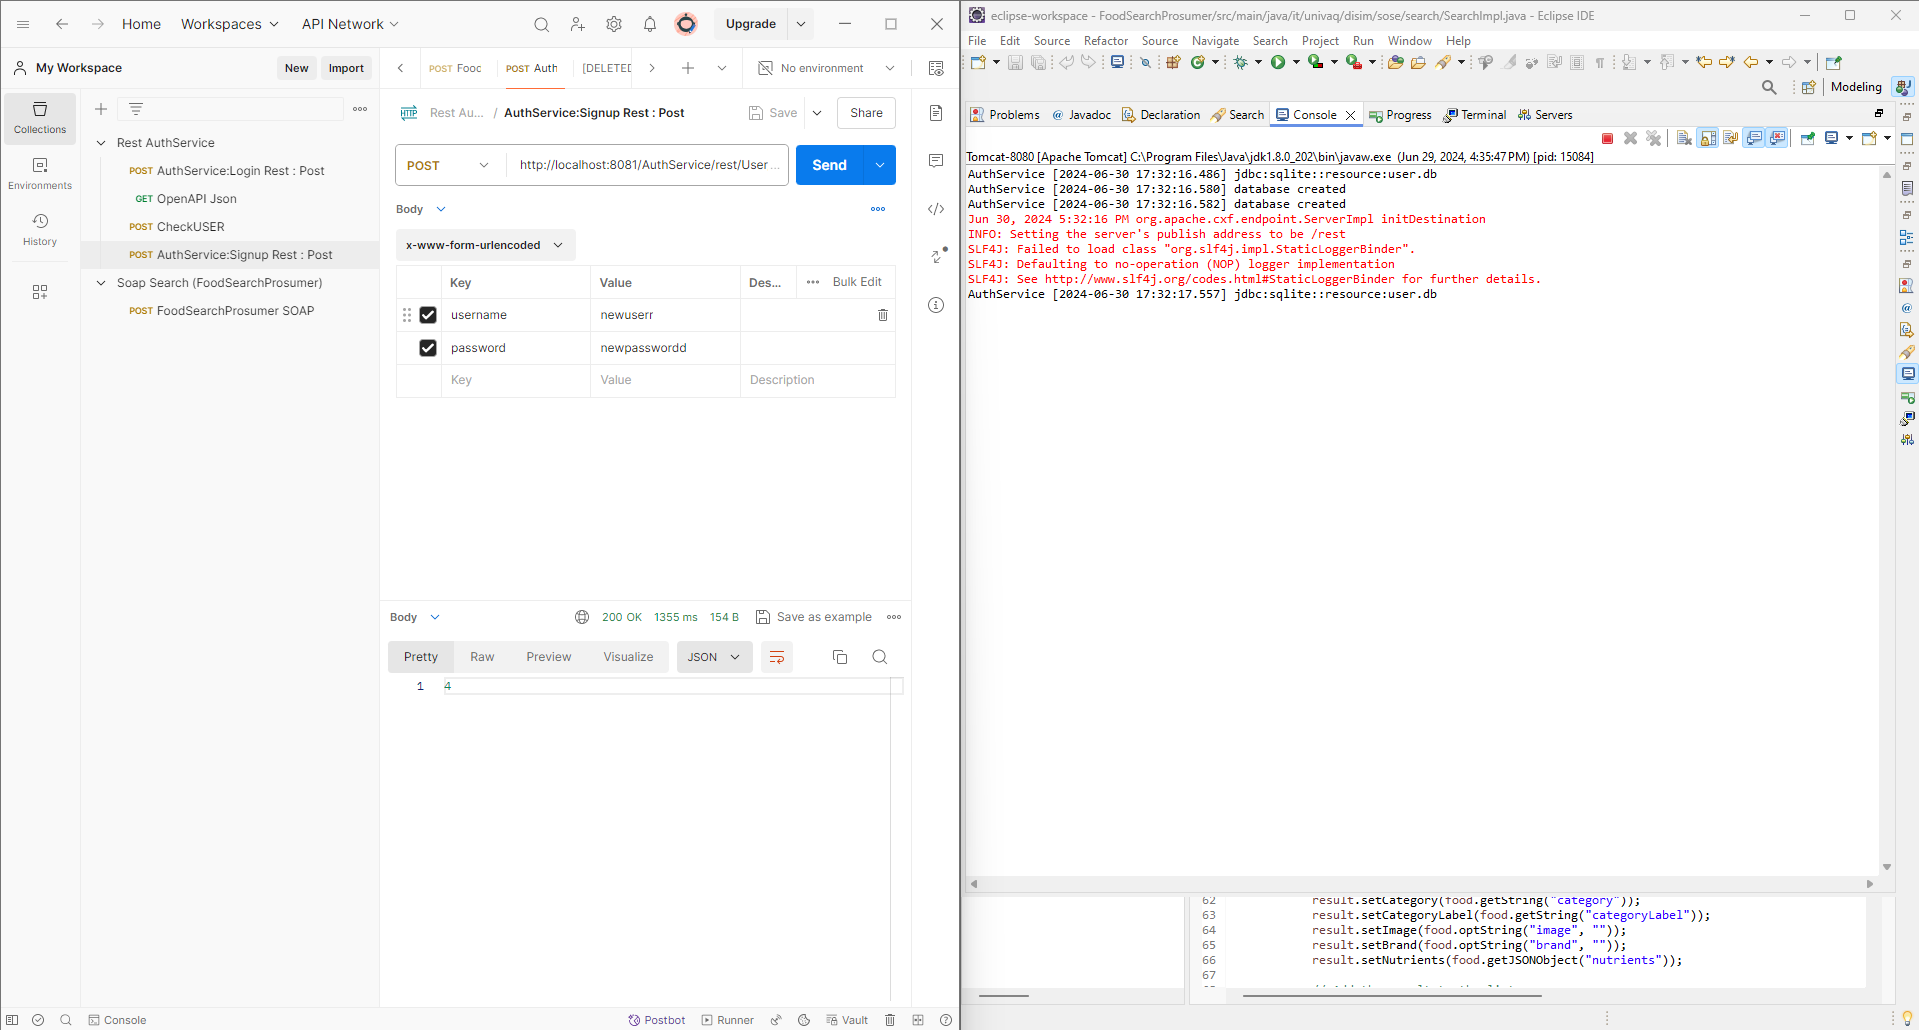 Home
Workspaces
API Network
Upgrade
My Workspace
New
Import
POST Fooc
POST Auth
[DELETED
No environment
Collections
Environments
History
Rest AuthService
POST AuthService:Login Rest : Post
GET OpenAPI Json
POST CheckUSER
POST AuthService:Signup Rest : Post
Soap Search (FoodSearchProsumer)
POST FoodSearchProsumer SOAP
HTTP
Rest Au... / AuthService:Signup Rest : Post
Save
Share
POST
http://localhost:8081/AuthService/rest/User ...
Send
Body
x-www-form-urlencoded
Key Value Des... Bulk Edit
username newuserr
password newpasswordd
Key Value Description
Body
200 OK 1355 ms 154 B
Save as example
Pretty Raw Preview Visualize JSON
1 4
Console
Postbot
Runner
Vault
eclipse-workspace - FoodSearchProsumer/src/main/java/it/univaq/disim/sose/search/SearchImpl.java - Eclipse IDE
File Edit Source Refactor Source Navigate Search Project Run Window Help
Modeling
Problems
@ Javadoc
Declaration
Search
Console
Progress
Terminal
Servers
Tomcat-8080 [Apache Tomcat] C:\Program Files\Java\jdk1.8.0_202\bin\javaw.exe (Jun 29, 2024, 4:35:47 PM) [pid: 15084]
AuthService [2024-06-30 17:32:16.486] jdbc:sqlite::resource:user.db
AuthService [2024-06-30 17:32:16.580] database created
AuthService [2024-06-30 17:32:16.582] database created
Jun 30, 2024 5:32:16 PM org.apache.cxf.endpoint.ServerImpl initDestination
INFO: Setting the server's publish address to be /rest
SLF4J: Failed to load class "org.slf4j.impl.StaticLoggerBinder".
SLF4J: Defaulting to no-operation (NOP) logger implementation
SLF4J: See http://www.slf4j.org/codes.html#StaticLoggerBinder for further details.
AuthService [2024-06-30 17:32:17.557] jdbc:sqlite::resource:user.db
62 result.setCategory(food.getString("category"));
63 result.setCategoryLabel(food.getString("categoryLabel"));
64 result.setImage(food.optString("image", ""));
65 result.setBrand(food.optString("brand", ""));
66 result.setNutrients(food.getJSONObject("nutrients"));
67